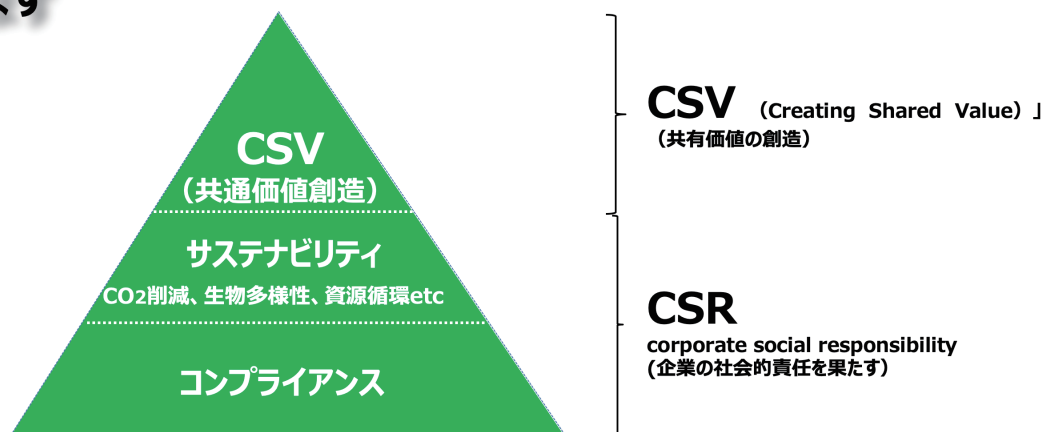 ます
CSV
（共通価値創造）
サステナビリティ
CO2削減、生物多様性、資源循環etc
コンプライアンス
CSV （Creating Shared Value）」
（共有価値の創造）
CSR
corporate social responsibility
(企業の社会的責任を果たす）